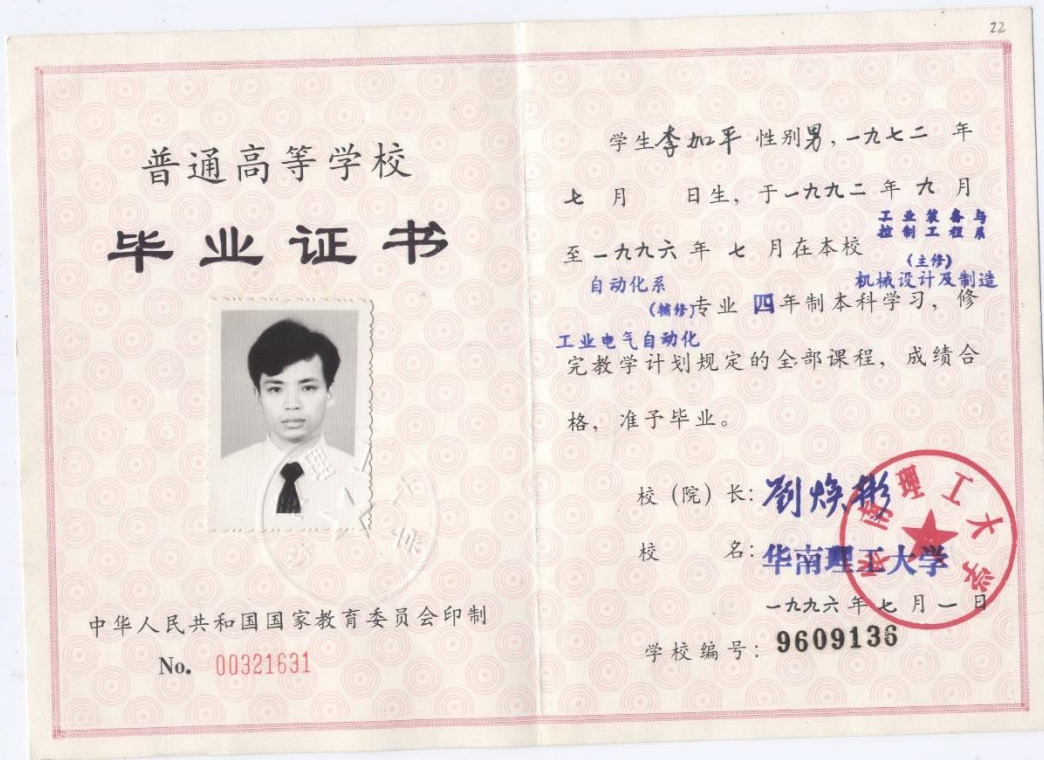 22
普通高等学校
毕业证书
中华人民共和国国家教育委员会印制
No. 00321631
学生李加平 性别男，一九七二 年
七 月 日生，于一九九二 年 九 月
工业装备与
控制工程系
至一九九六 年 七 月在本校
(主修)
自动化系
机械设计及制造
(辅修)专业 四年制本科学习，修
工业电气自动化
完教学计划规定的全部课程，成绩合
格，准予毕业。
校（院）长：刘焕彬
校 名：华南理工大学
华南理工大学
一九九六年七月一日
学校编号：9609136